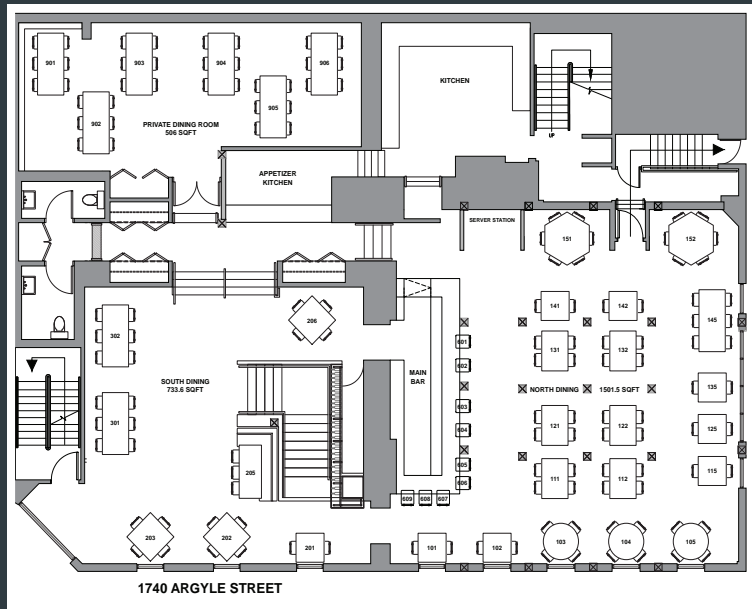 901
903
904
906
902
905
PRIVATE DINING ROOM
506 SQFT
KITCHEN
UP
APPETIZER
KITCHEN
SERVER STATION
151
152
206
302
301
SOUTH DINING
733.6 SQFT
205
203
202
201
MAIN
BAR
601
602
603
604
605
606
609
608
607
141
142
145
131
132
NORTH DINING
1501.5 SQFT
135
121
122
125
111
112
115
101
102
103
104
105
1740 ARGYLE STREET